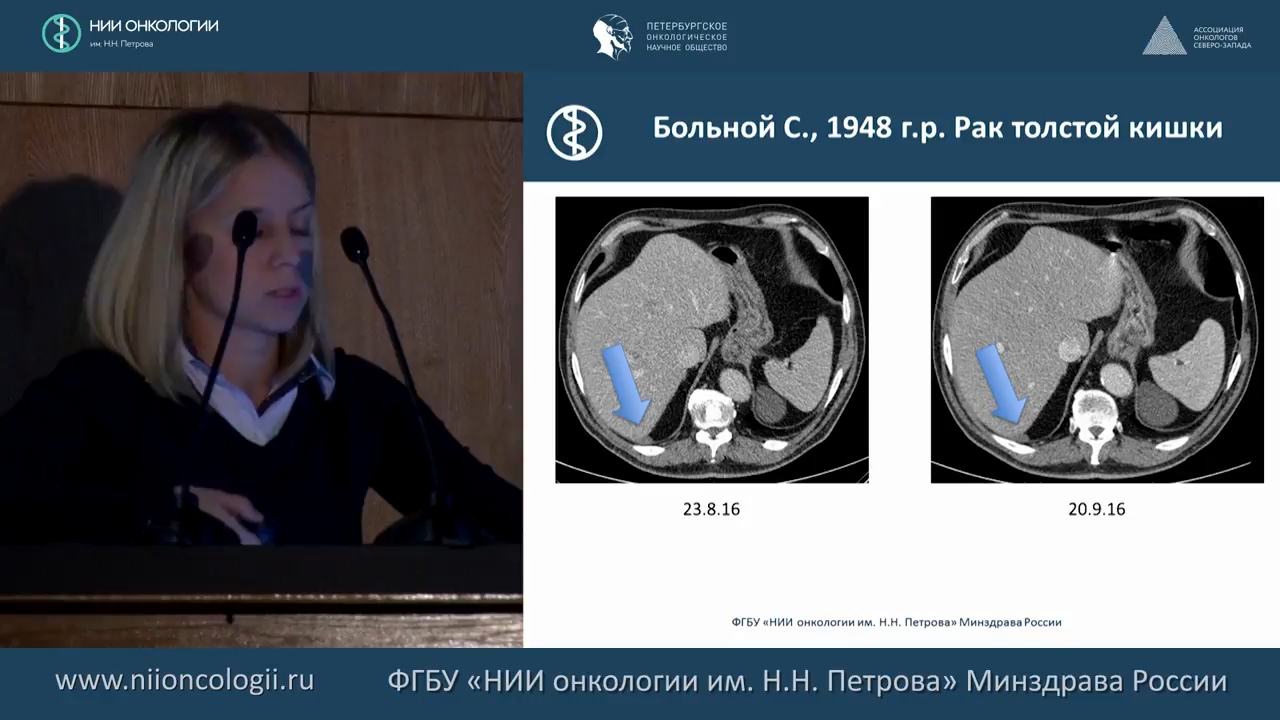 НИИ ОНКОЛОГИИ
им. Н.Н. Петрова
ПЕТЕРБУРГСКОЕ
ОНКОЛОГИЧЕСКОЕ
НАУЧНОЕ ОБЩЕСТВО
АССОЦИАЦИЯ
ОНКОЛОГОВ
СЕВЕРО-ЗАПАДА
Больной С., 1948 г.р. Рак толстой кишки
23.8.16
20.9.16
ФГБУ «НИИ онкологии им. Н.Н. Петрова» Минздрава России
www.niioncologii.ru
ФГБУ «НИИ онкологии им. Н.Н. Петрова» Минздрава России